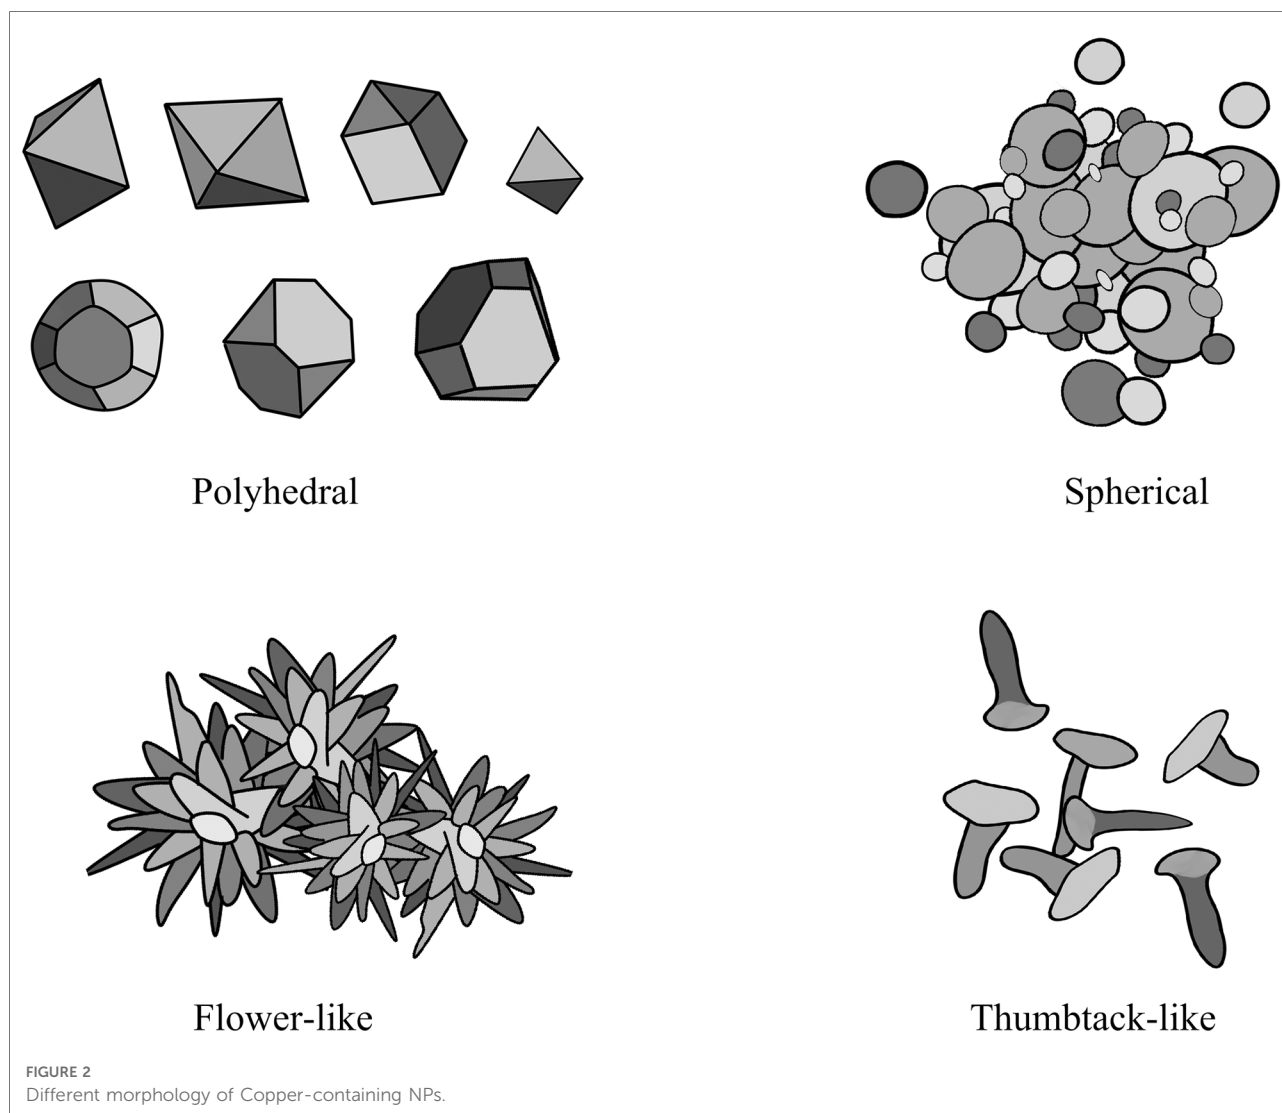 Polyhedral
Spherical
Flower-like
Thumbtack-like
FIGURE 2
Different morphology of Copper-containing NPs.